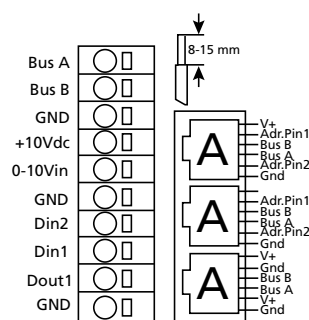 Bus A
Bus B
GND
+10Vdc
0-10Vin
GND
Din2
Din1
Dout1
GND
8-15 mm
A
V+
Adr.Pin1
Bus B
Bus A
Adr.Pin2
Gnd
A
Adr.Pin1
Bus B
Bus A
Adr.Pin2
Gnd
A
V+
Gnd
Bus B
Bus A
V+
Gnd